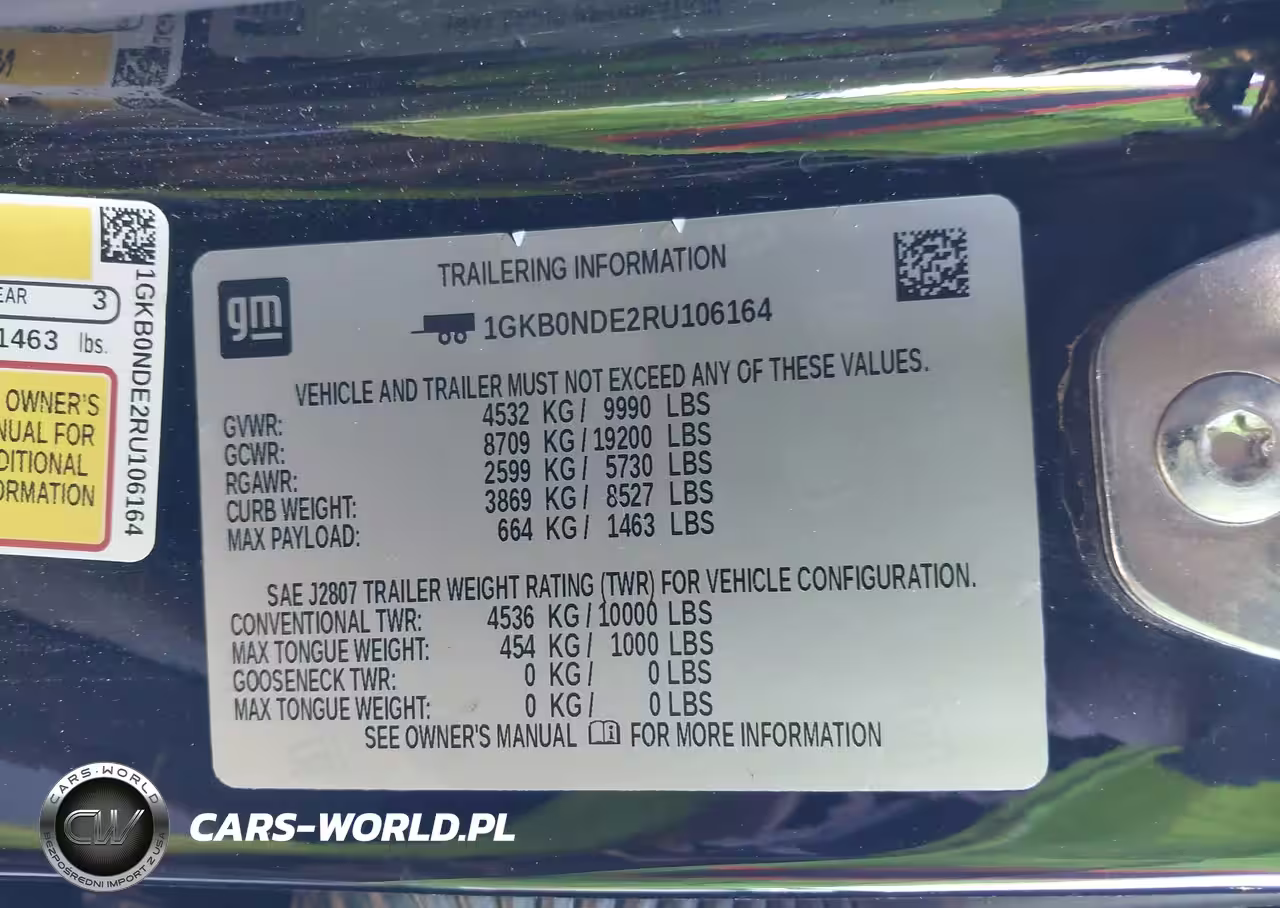 EAR 3
1463 lbs.
OWNER'S
NUAL FOR
DITIONAL
ORMATION
1GKB0NDE2RU106164
gm
TRAILERING INFORMATION
1GKB0NDE2RU106164
VEHICLE AND TRAILER MUST NOT EXCEED ANY OF THESE VALUES.
GVWR: 4532 KG / 9990 LBS
GCWR: 8709 KG / 19200 LBS
RGAWR: 2599 KG / 5730 LBS
CURB WEIGHT: 3869 KG / 8527 LBS
MAX PAYLOAD: 664 KG / 1463 LBS
SAE J2807 TRAILER WEIGHT RATING (TWR) FOR VEHICLE CONFIGURATION.
CONVENTIONAL TWR: 4536 KG / 10000 LBS
MAX TONGUE WEIGHT: 454 KG / 1000 LBS
GOOSENECK TWR: 0 KG / 0 LBS
MAX TONGUE WEIGHT: 0 KG / 0 LBS
SEE OWNER'S MANUAL FOR MORE INFORMATION
CARS-WORLD
CW
BEZPOŚREDNI IMPORT Z USA
CARS-WORLD.PL